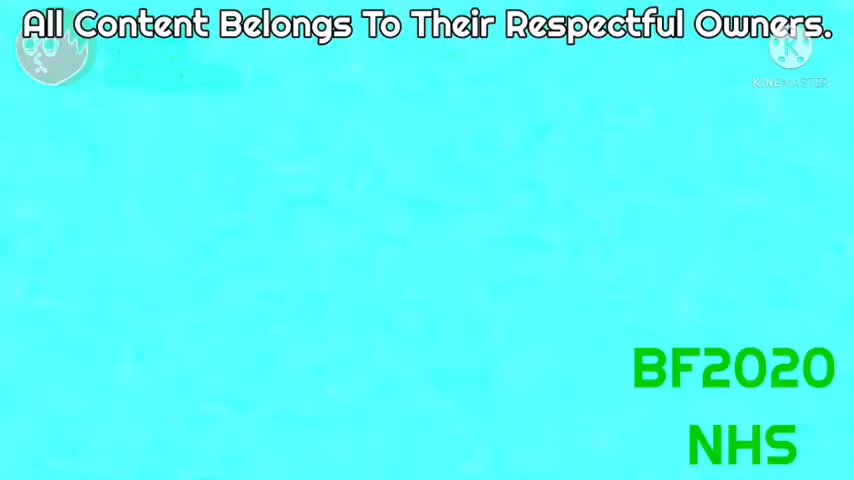 All Content Belongs To Their Respectful Owners.
K
KINEMASTER
BF2020
NHS